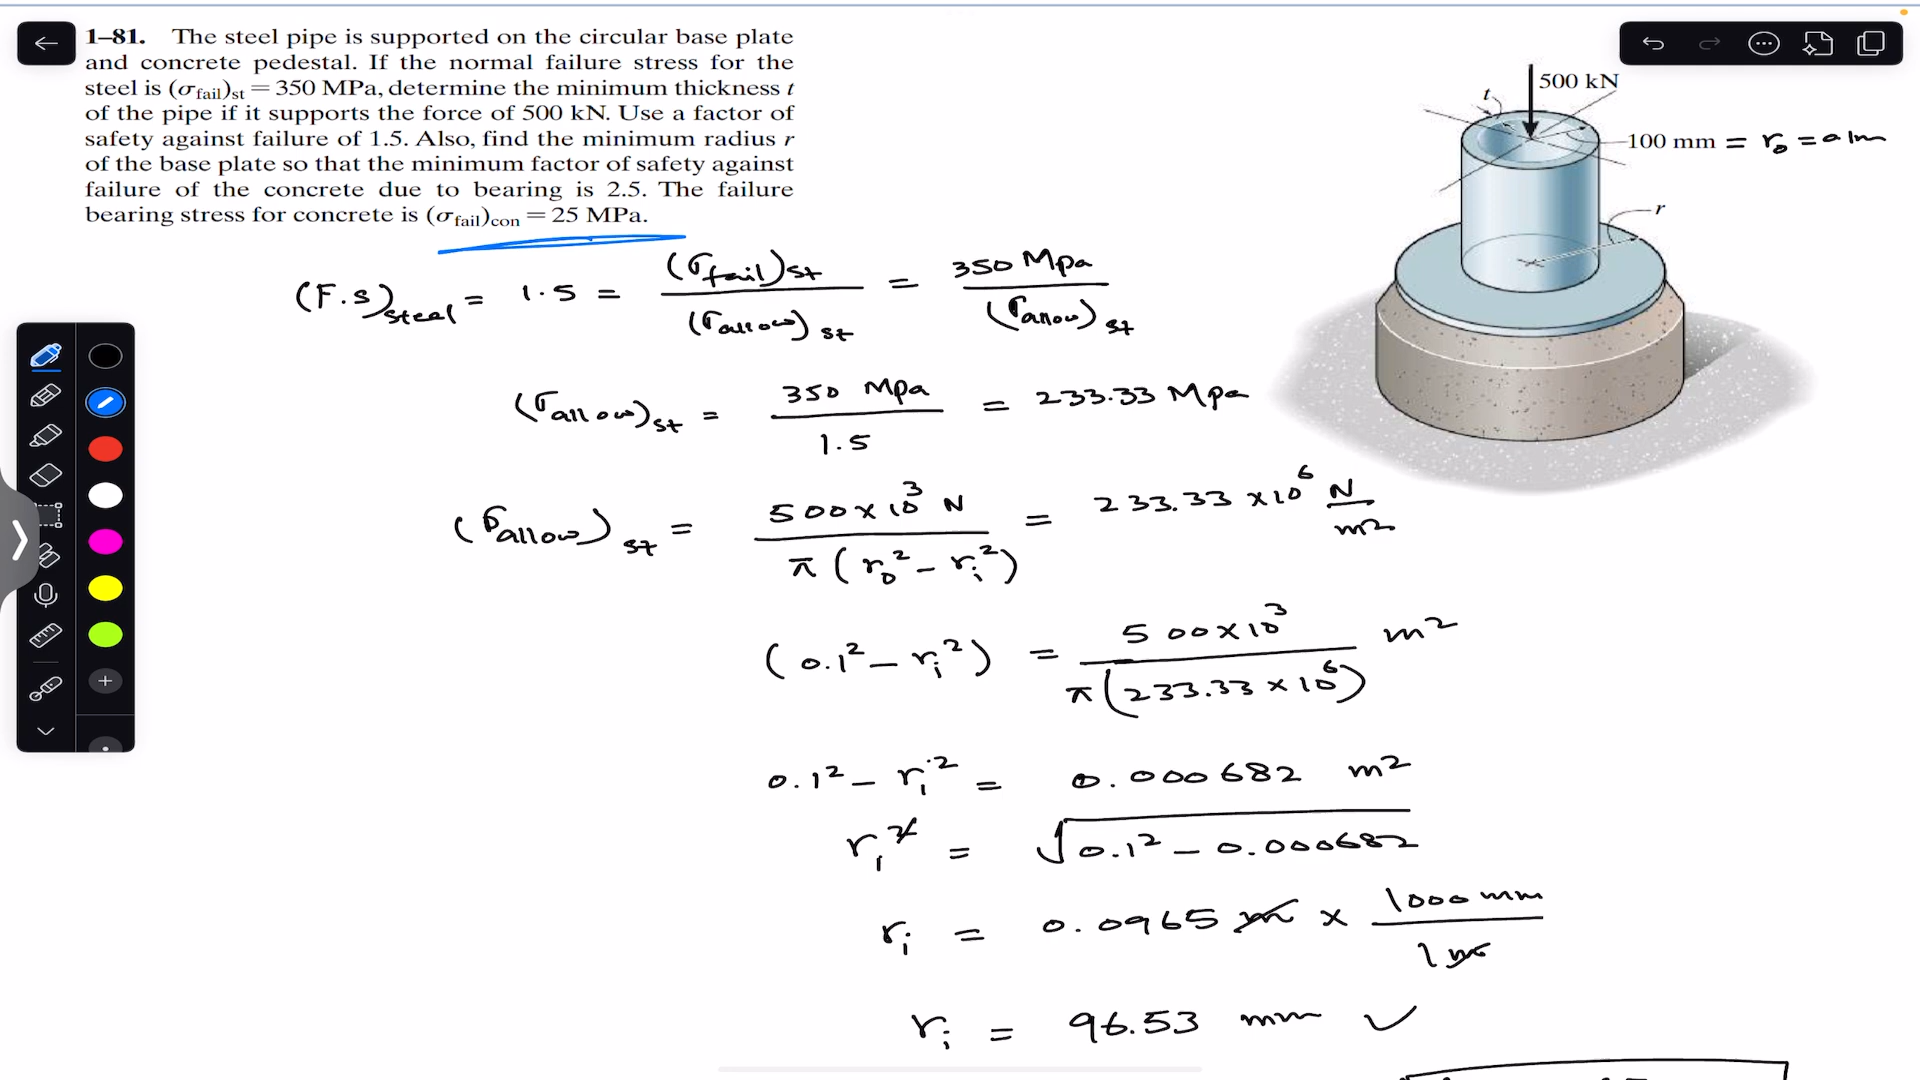 1–81. The steel pipe is supported on the circular base plate
and concrete pedestal. If the normal failure stress for the
steel is (σfail)st = 350 MPa, determine the minimum thickness t
of the pipe if it supports the force of 500 kN. Use a factor of
safety against failure of 1.5. Also, find the minimum radius r
of the base plate so that the minimum factor of safety against
failure of the concrete due to bearing is 2.5. The failure
bearing stress for concrete is (σfail)con = 25 MPa.
500 kN
t
100 mm = r₀ = 0.1m
r
(F.S)steel = 1.5 = (σfail)st / (σallow)st = 350 Mpa / (σallow)st
(σallow)st = 350 Mpa / 1.5 = 233.33 Mpa
(σallow)st = 500×10³ N / π(r₀² − rᵢ²) = 233.33 ×10⁶ N/m²
(0.1² − rᵢ²) = 500×10³ / π(233.33×10⁶) m²
0.1² − rᵢ² = 0.000682 m²
rᵢ² = √0.1² − 0.000682
rᵢ = 0.0965 m × 1000 mm / 1m
rᵢ = 96.53 mm ✓